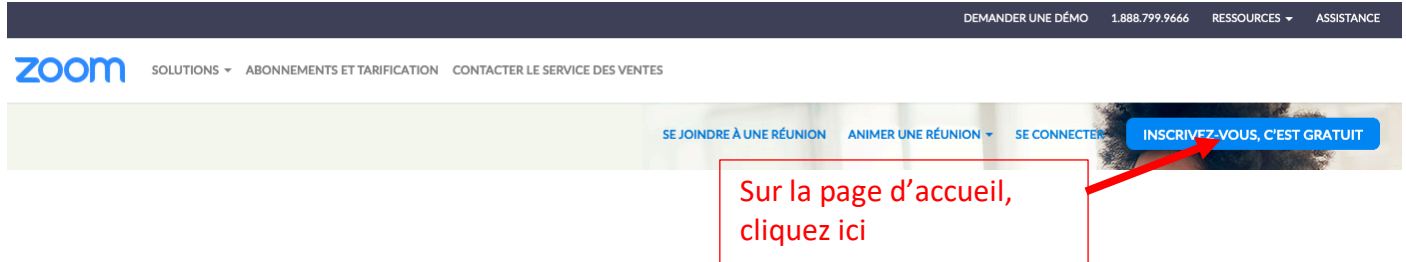 DEMANDER UNE DÉMO 1.888.799.9666 RESSOURCES ASSISTANCE
zoom SOLUTIONS ABONNEMENTS ET TARIFICATION CONTACTER LE SERVICE DES VENTES
SE JOINDRE À UNE RÉUNION ANIMER UNE RÉUNION SE CONNECTER INSCRIVEZ-VOUS, C'EST GRATUIT
Sur la page d’accueil,
cliquez ici